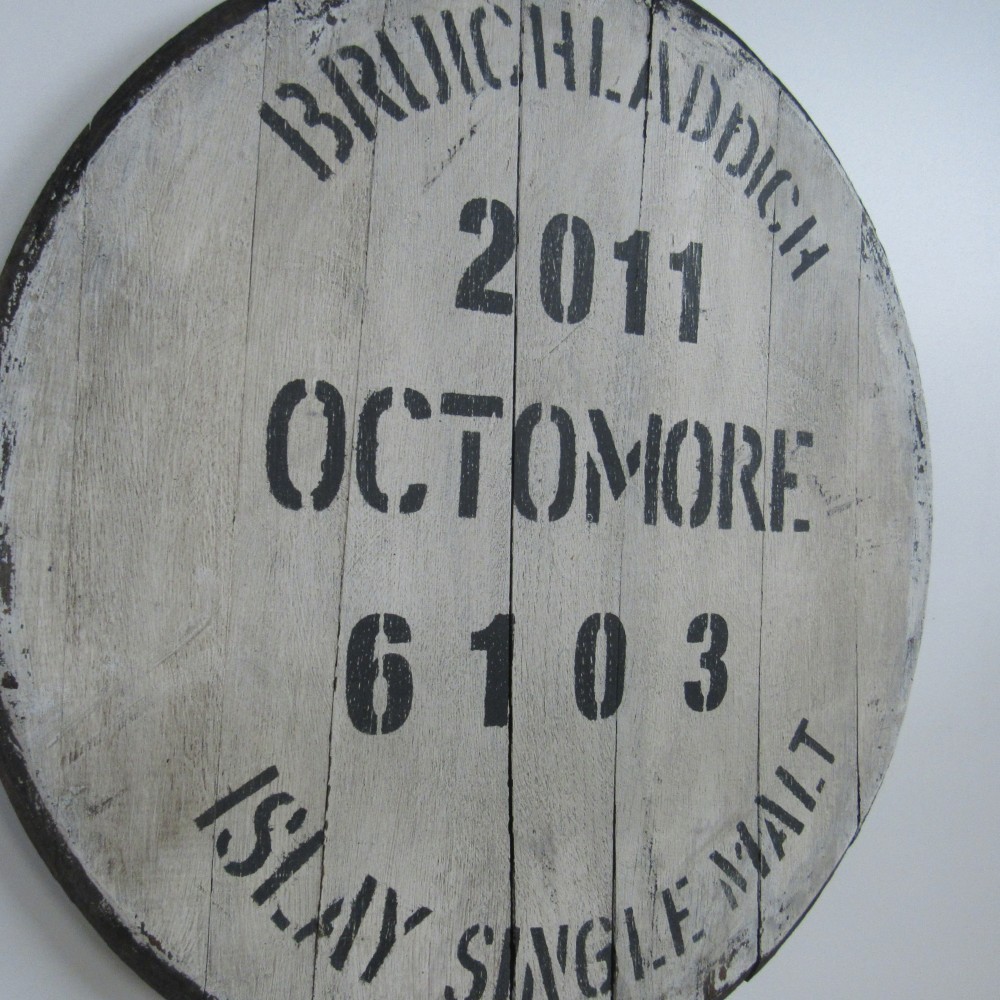 BRUICHLADDICH
2011
OCTOMORE
6103
ISLAY SINGLE MALT